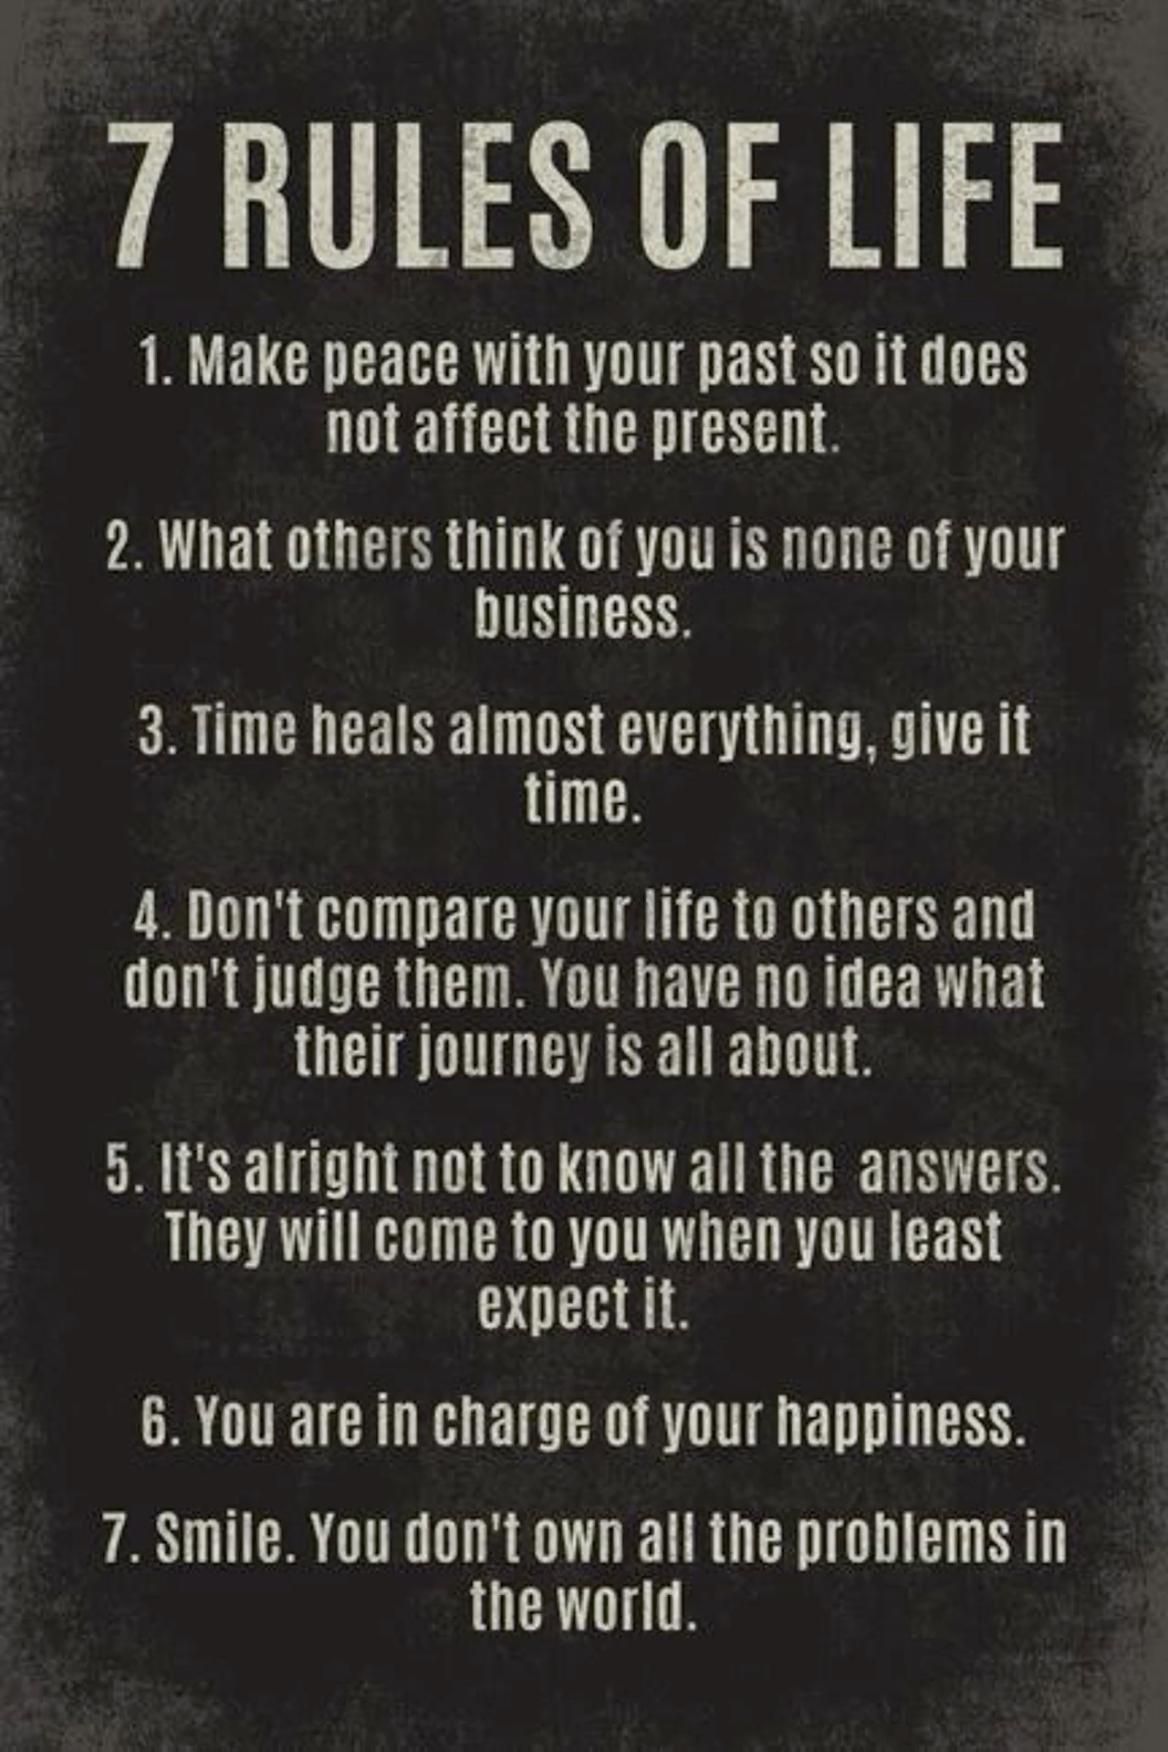 7 RULES OF LIFE
1. Make peace with your past so it does
not affect the present.
2. What others think of you is none of your
business.
3. Time heals almost everything, give it
time.
4. Don't compare your life to others and
don't judge them. You have no idea what
their journey is all about.
5. It's alright not to know all the  answers.
They will come to you when you least
expect it.
6. You are in charge of your happiness.
7. Smile. You don't own all the problems in
the world.